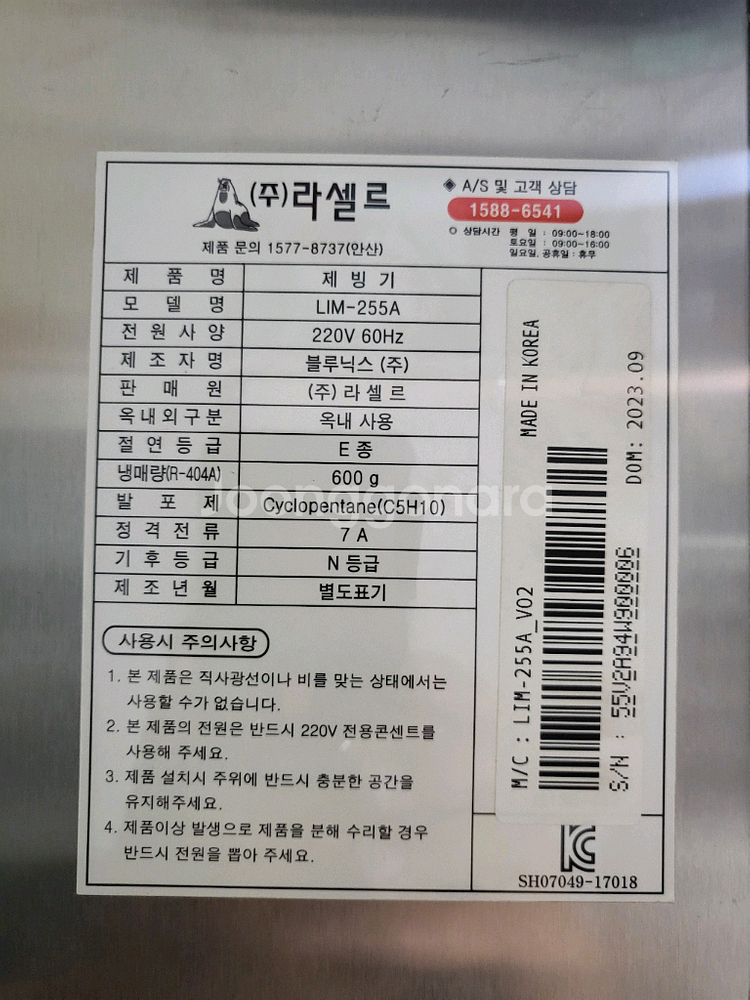 (주)라셀르
제품 문의 1577-8737(안산)
◈ A/S 및 고객 상담
1588-6541
○ 상담시간 평 일 : 09:00~18:00
토요일 : 09:00~16:00
일요일, 공휴일 : 휴무
제 품 명 제 빙 기
모 델 명 LIM-255A
전 원 사 양 220V 60Hz
제 조 자 명 블루닉스 (주)
판 매 원 (주) 라 셀 르
옥내외구분 옥내 사용
절 연 등 급 E 종
냉매량(R-404A) 600 g
발 포 제 Cyclopentane(C5H10)
정 격 전 류 7 A
기 후 등 급 N 등급
제 조 년 월 별도표기
joonggonara
사용시 주의사항
1. 본 제품은 직사광선이나 비를 맞는 상태에서는
사용할 수가 없습니다.
2. 본 제품의 전원은 반드시 220V 전용콘센트를
사용해 주세요.
3. 제품 설치시 주위에 반드시 충분한 공간을
유지해주세요.
4. 제품이상 발생으로 제품을 분해 수리할 경우
반드시 전원을 뽑아 주세요.
M/C : LIM-255A_V02
MADE IN KOREA
S/N : 55V2A94W900006
DOM: 2023.09
SH07049-17018